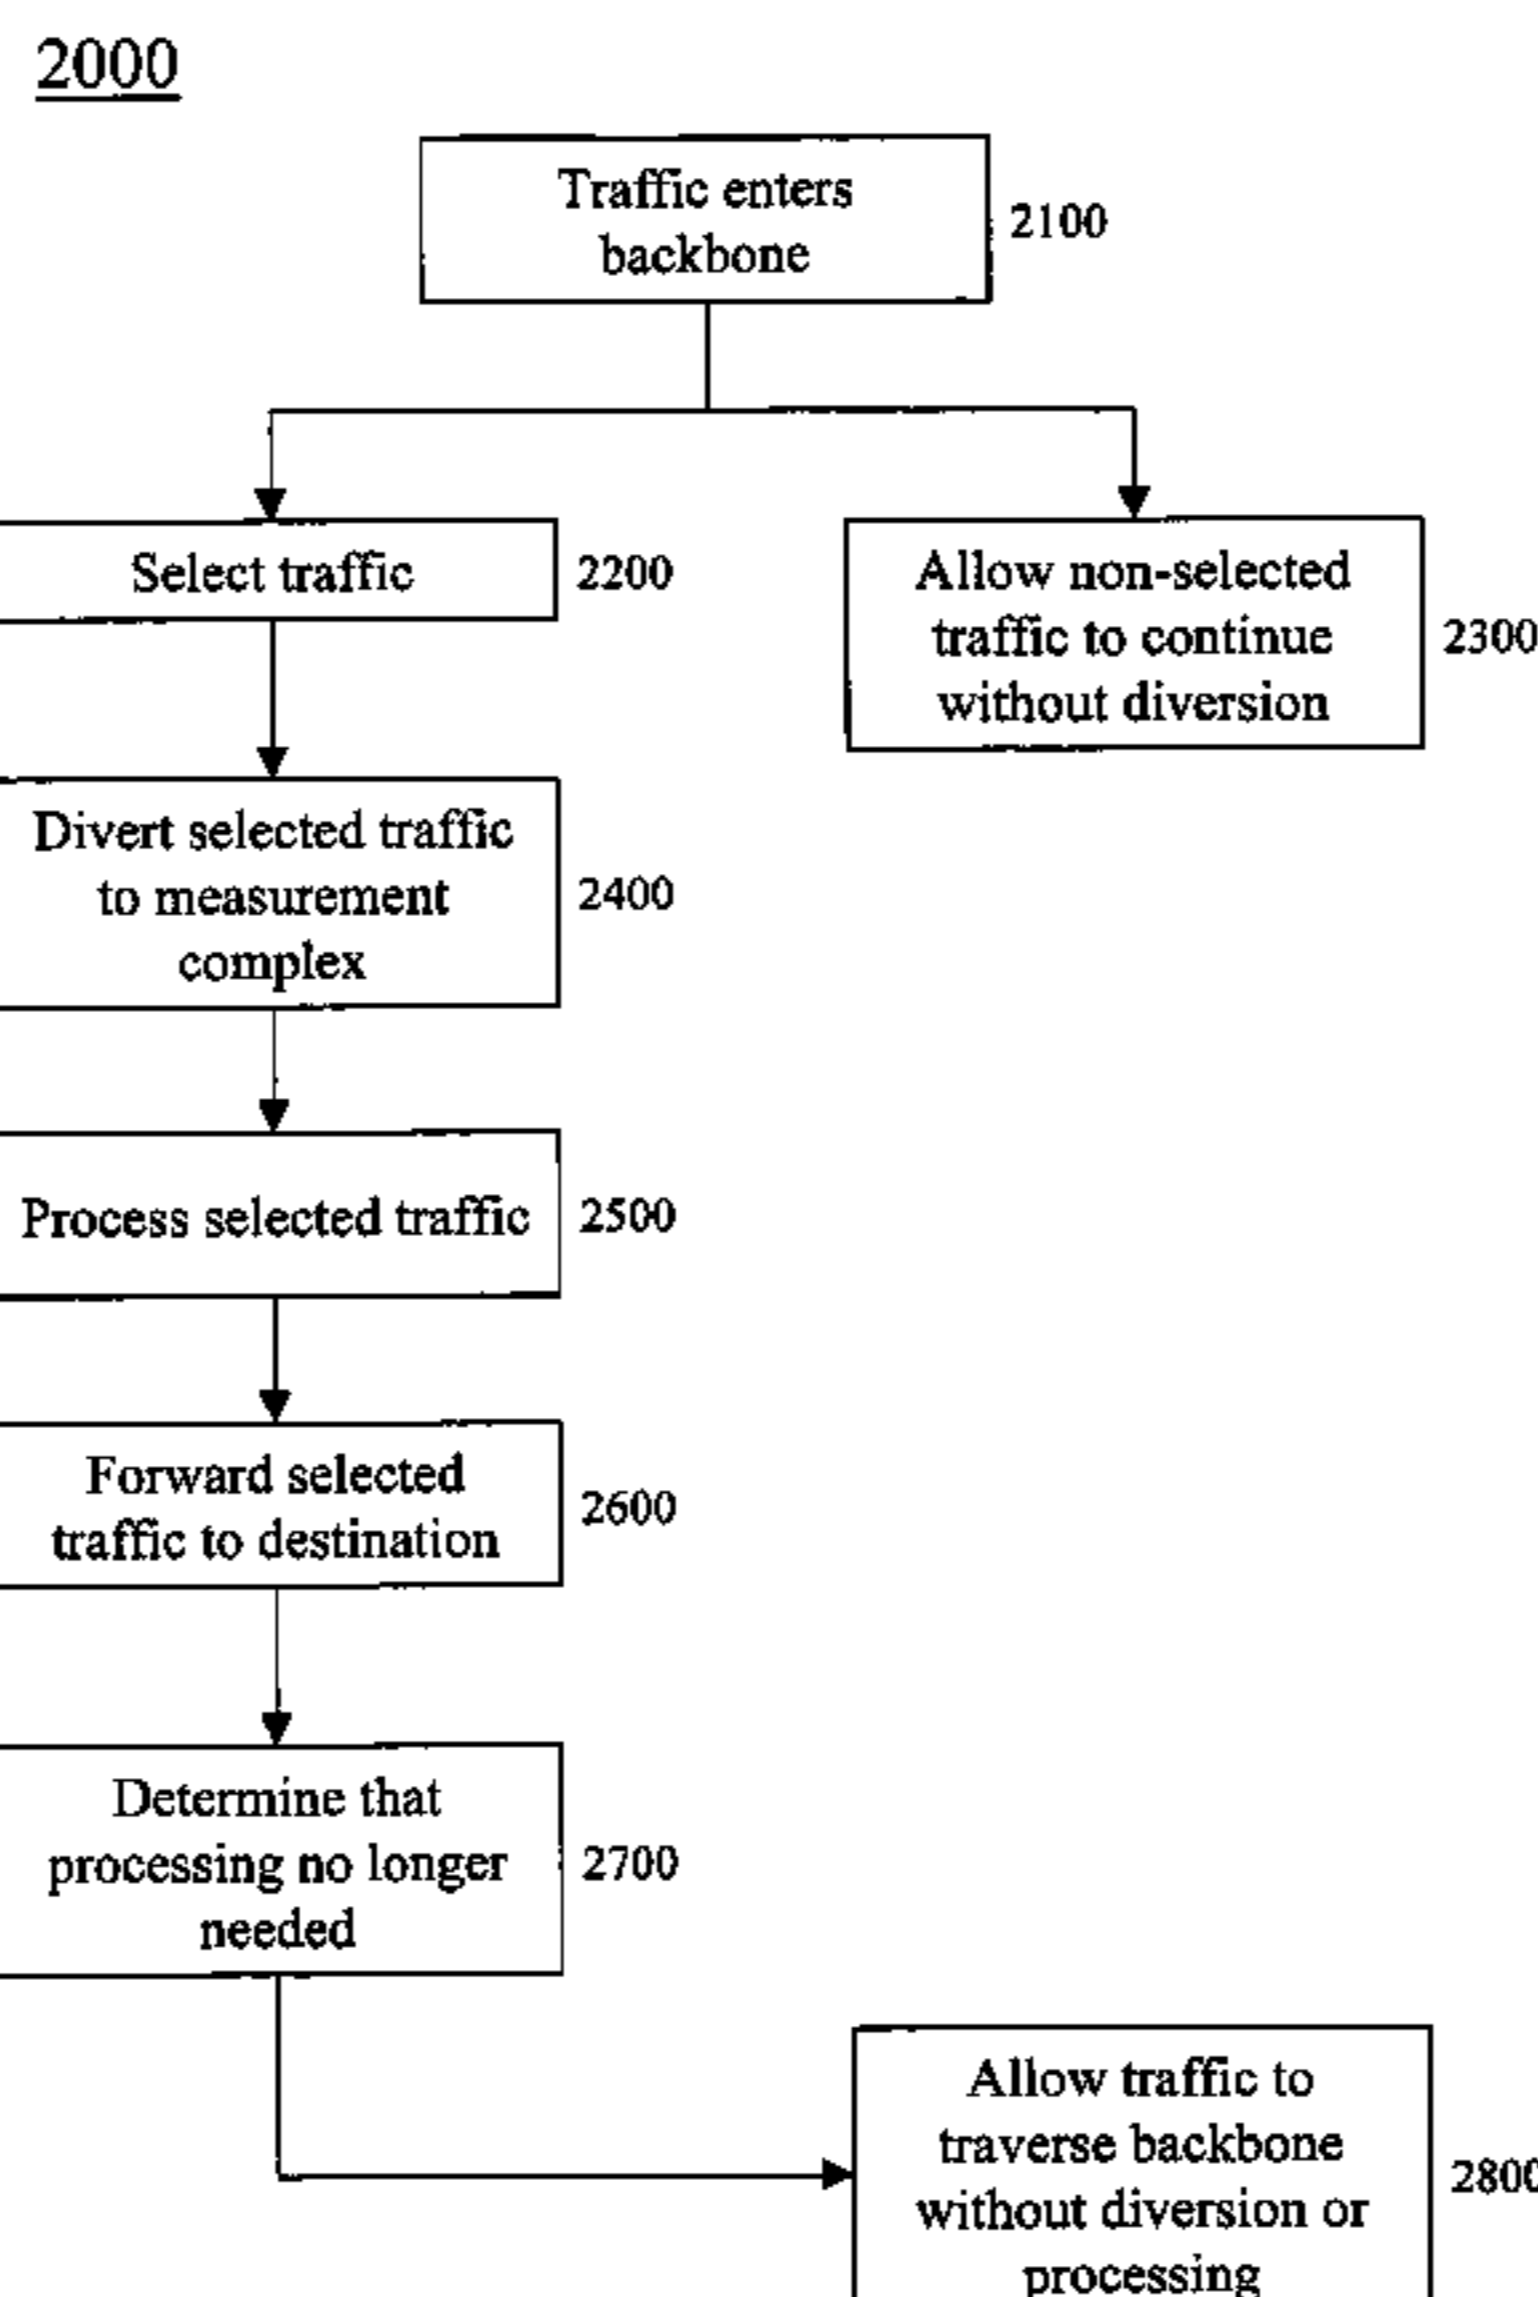 2000
Traffic enters
backbone
2100
Select traffic
2200
Allow non-selected
traffic to continue
without diversion
2300
Divert selected traffic
to measurement
complex
2400
Process selected traffic
2500
Forward selected
traffic to destination
2600
Determine that
processing no longer
needed
2700
Allow traffic to
traverse backbone
without diversion or
processing
2800